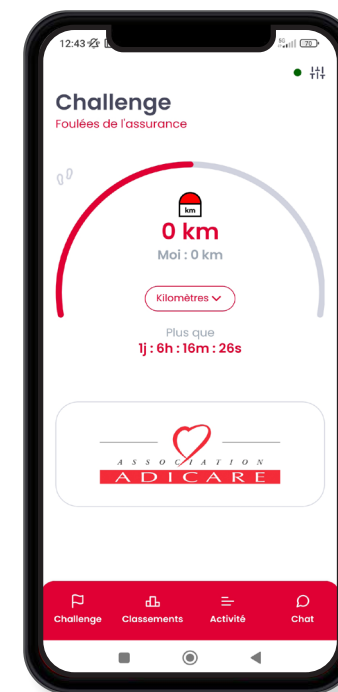 12:43
70
Challenge
Foulées de l'assurance
km
0 km
Moi : 0 km
Kilomètres
Plus que
1j : 6h : 16m : 26s
ASSOCIATION
ADICARE
Challenge
Classements
Activité
Chat